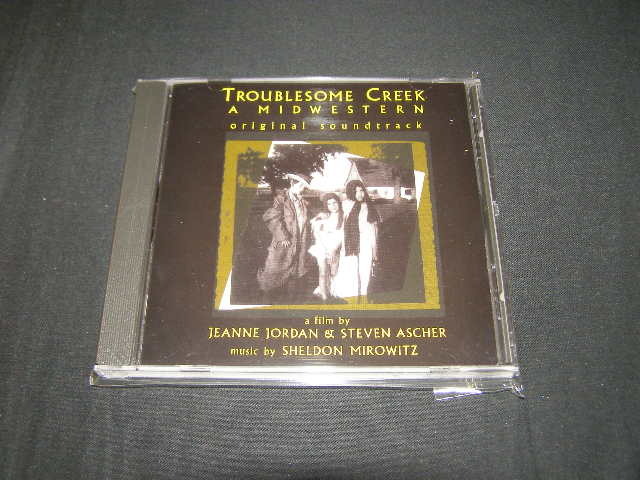 TROUBLESOME CREEK
A MIDWESTERN
original soundtrack
a film by
JEANNE JORDAN & STEVEN ASCHER
music by SHELDON MIROWITZ